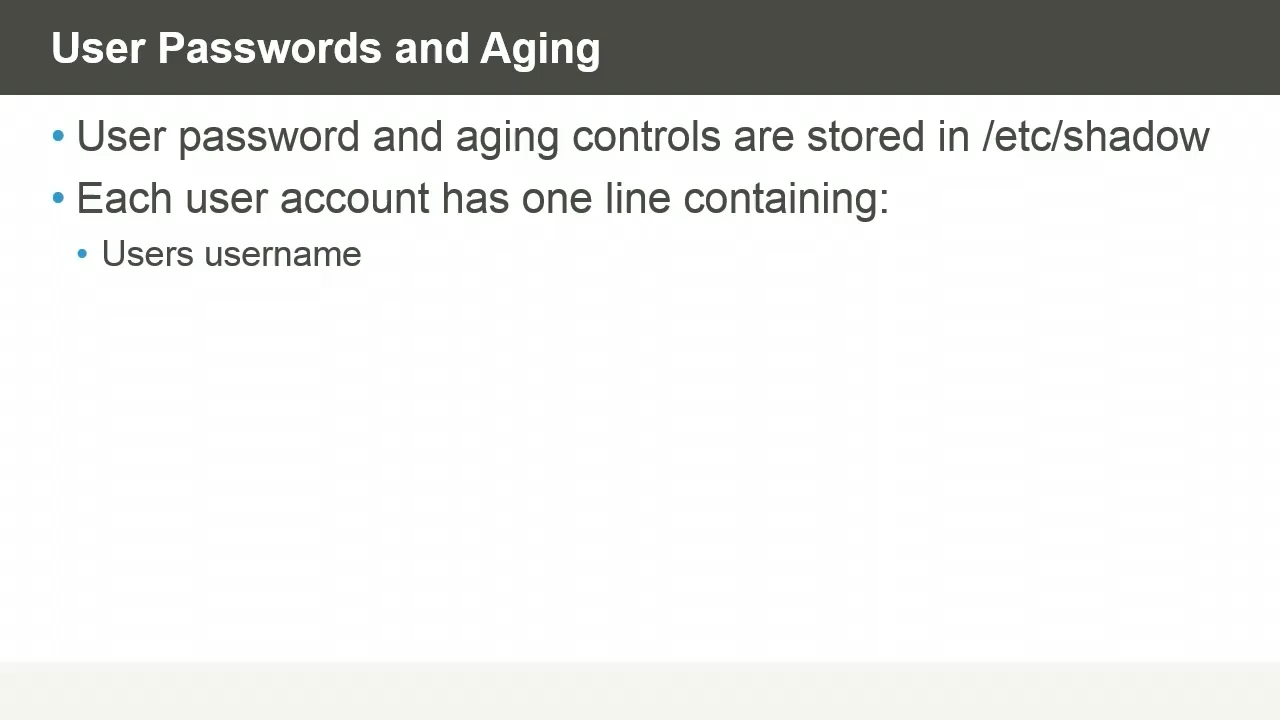 User Passwords and Aging
• User password and aging controls are stored in /etc/shadow
• Each user account has one line containing:
• Users username